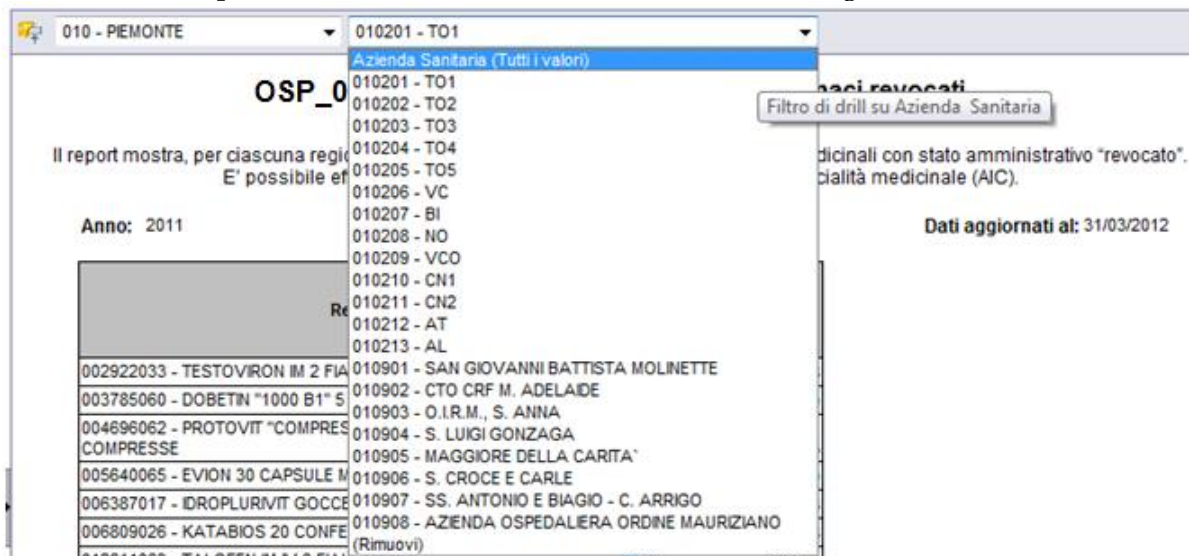 010 - PIEMONTE
010201 - TO1
Azienda Sanitaria (Tutti i valori)
010201 - TO1
010202 - TO2
010203 - TO3
010204 - TO4
010205 - TO5
010206 - VC
010207 - BI
010208 - NO
010209 - VCO
010210 - CN1
010211 - CN2
010212 - AT
010213 - AL
010901 - SAN GIOVANNI BATTISTA MOLINETTE
010902 - CTO CRF M. ADELAIDE
010903 - O.I.R.M., S. ANNA
010904 - S. LUIGI GONZAGA
010905 - MAGGIORE DELLA CARITA`
010906 - S. CROCE E CARLE
010907 - SS. ANTONIO E BIAGIO - C. ARRIGO
010908 - AZIENDA OSPEDALIERA ORDINE MAURIZIANO
(Rimuovi)
Filtro di drill su Azienda Sanitaria
OSP_0 revocati
Il report mostra, per ciascuna regio dicinali con stato amministrativo "revocato".
E' possibile ef cialità medicinale (AIC).
Anno: 2011 Dati aggiornati al: 31/03/2012
Re
002922033 - TESTOVIRON IM 2 FIA
003785060 - DOBETIN "1000 B1" 5
004696062 - PROTOVIT "COMPRES
COMPRESSE
005640065 - EVION 30 CAPSULE M
006387017 - IDROPLURIVIT GOCCE
006809026 - KATABIOS 20 CONFE